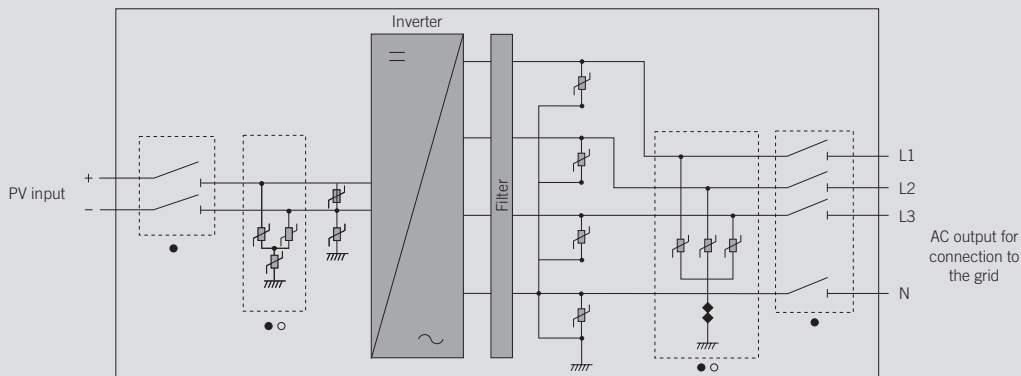 Inverter
Filter
PV input
+
−
L1
L2
L3
N
AC output for
connection to
the grid